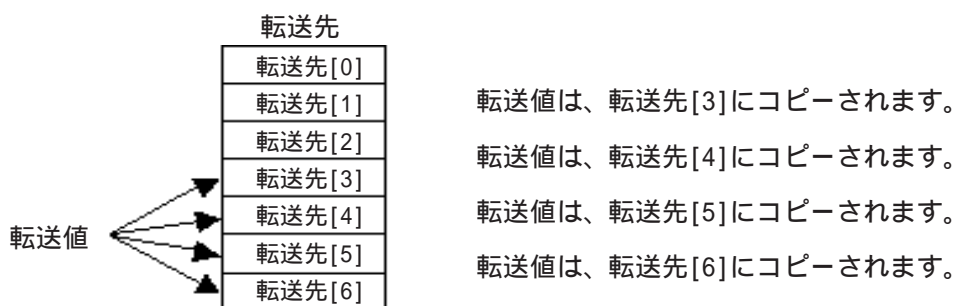 転送先
転送先[0]
転送先[1]
転送先[2]
転送先[3]
転送先[4]
転送先[5]
転送先[6]
転送値
転送値は、転送先[3]にコピーされます。
転送値は、転送先[4]にコピーされます。
転送値は、転送先[5]にコピーされます。
転送値は、転送先[6]にコピーされます。